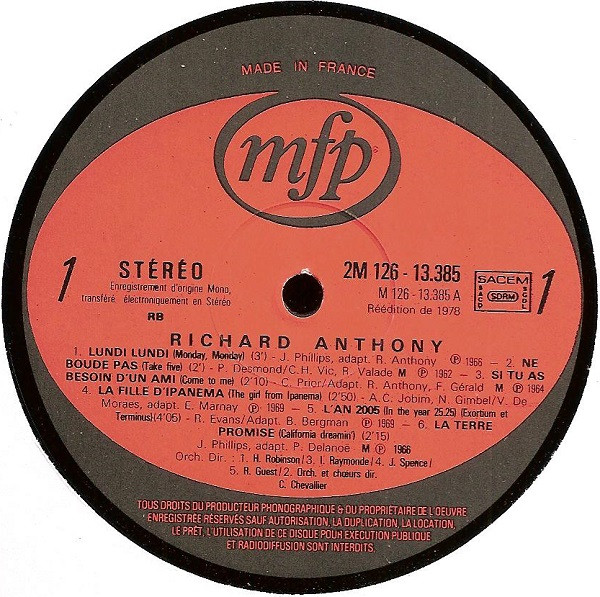 MADE IN FRANCE
mfp
1
STÉRÉO
Enregistrement d'origine Mono,
transféré électroniquement en Stéréo
RB
2M 126 - 13.385
M 126 - 13.385 A
Réédition de 1978
SACEM
SACD
SDRM
SGDL
1
RICHARD ANTHONY
1. LUNDI LUNDI (Monday, Monday) (3') - J. Phillips, adapt. R. Anthony ℗ 1966 - 2. NE
BOUDE PAS (Take five) (2') - P. Desmond/C.H. Vic, R. Valade M ℗ 1962 - 3. SI TU AS
BESOIN D'UN AMI (Come to me) (2'10) - C. Prior/Adapt. R. Anthony, F. Gérald M ℗ 1964
4. LA FILLE D'IPANEMA (The girl from Ipanema) (2'50) - A.C. Jobim, N. Gimbel/V. De
Moraes, adapt. E. Marnay ℗ 1969 - 5. L'AN 2005 (In the year 25.25) (Exortium et
Terminus)(4'05) - R. Evans/Adapt. B. Bergman ℗ 1969 - 6. LA TERRE
PROMISE (California dreamin') (2'15)
J. Phillips, adapt. P. Delanoë M ℗ 1966
Orch. Dir. : 1. H. Robinson/3. I. Raymonde/4. J. Spence/
5. R. Guest/2. Orch. et chœurs dir.
C. Chevallier
TOUS DROITS DU PRODUCTEUR PHONOGRAPHIQUE & OU PROPRIETAIRE DE L'ŒUVRE
ENREGISTRÉE RÉSERVÉS SAUF AUTORISATION, LA DUPLICATION, LA LOCATION,
LE PRÊT, L'UTILISATION DE CE DISQUE POUR EXÉCUTION PUBLIQUE
ET RADIODIFFUSION SONT INTERDITS.